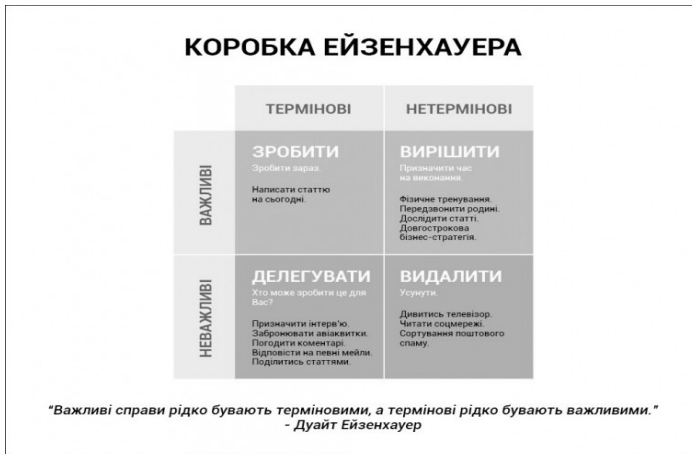 КОРОБКА ЕЙЗЕНХАУЕРА
ТЕРМІНОВІ
НЕТЕРМІНОВІ
ВАЖЛИВІ
ЗРОБИТИ
Зробити зараз.
Написати статтю
на сьогодні.
ВИРІШИТИ
Призначити час
на виконання.
Фізичне тренування.
Передзвонити родині.
Дослідити статті.
Довгострокова
бізнес-стратегія.
НЕВАЖЛИВІ
ДЕЛЕГУВАТИ
Хто може зробити це для
Вас?
Призначити інтерв'ю.
Забронювати авіаквитки.
Погодити коментарі.
Відповісти на певні мейли.
Поділитись статтями.
ВИДАЛИТИ
Усунути.
Дивитись телевізор.
Читати соцмережі.
Сортування поштового
спаму.
“Важливі справи рідко бувають терміновими, а термінові рідко бувають важливими.”
- Дуайт Ейзенхауер